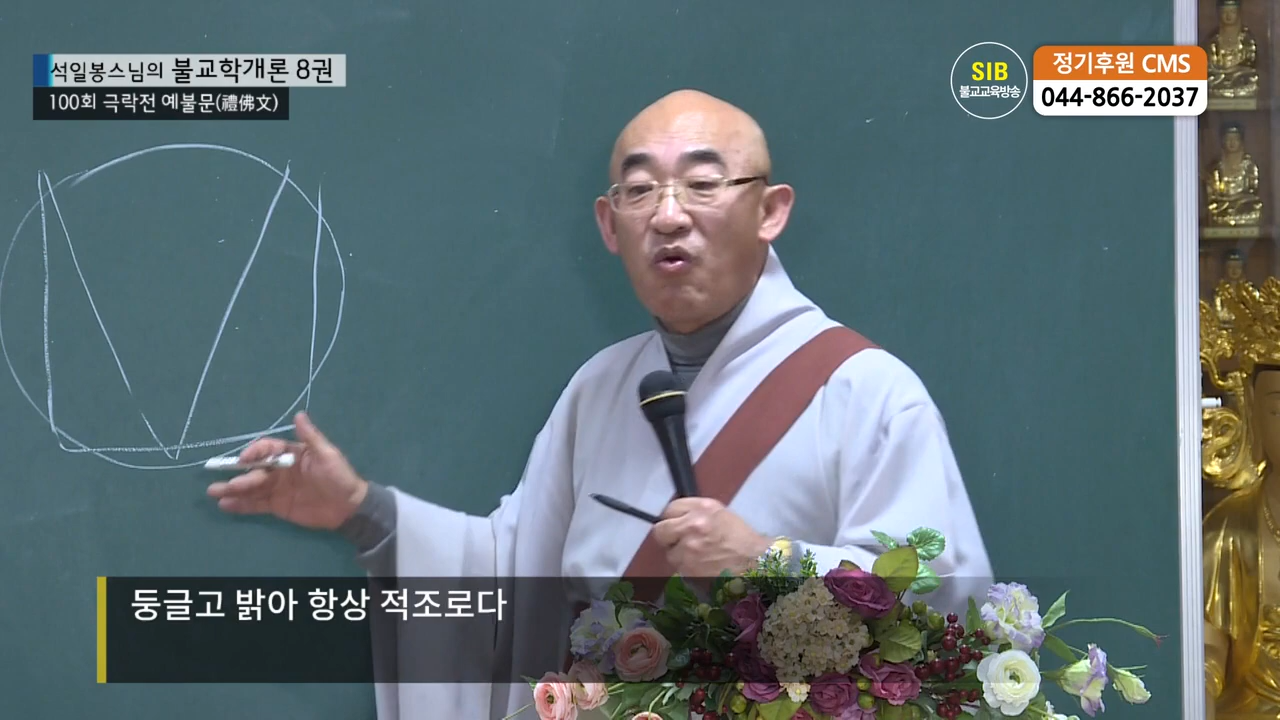 석일봉스님의 불교학개론 8권
100회 극락전 예불문(禮佛文)
SIB
불교교육방송
정기후원 CMS
044-866-2037
둥글고 밝아 항상 적조로다